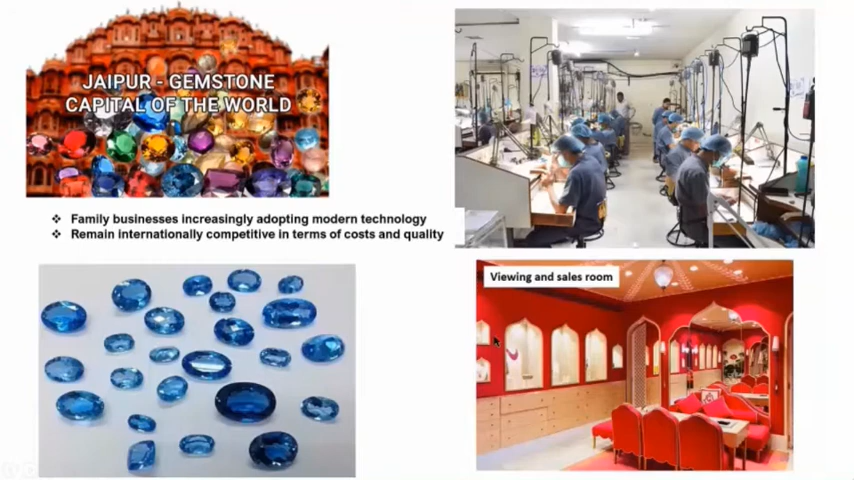 JAIPUR - GEMSTONE
CAPITAL OF THE WORLD
❖ Family businesses increasingly adopting modern technology
❖ Remain internationally competitive in terms of costs and quality
Viewing and sales room